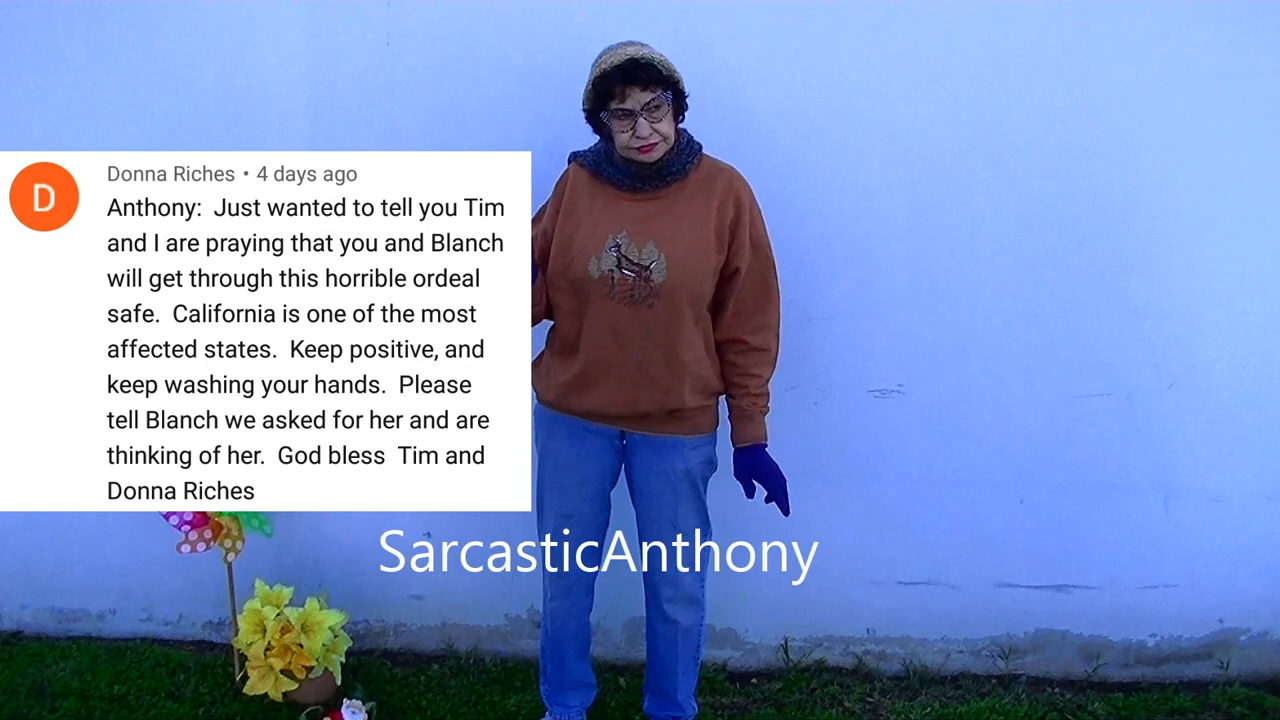 D
Donna Riches • 4 days ago
Anthony:  Just wanted to tell you Tim
and I are praying that you and Blanch
will get through this horrible ordeal
safe.  California is one of the most
affected states.  Keep positive, and
keep washing your hands.  Please
tell Blanch we asked for her and are
thinking of her.  God bless  Tim and
Donna Riches
SarcasticAnthony